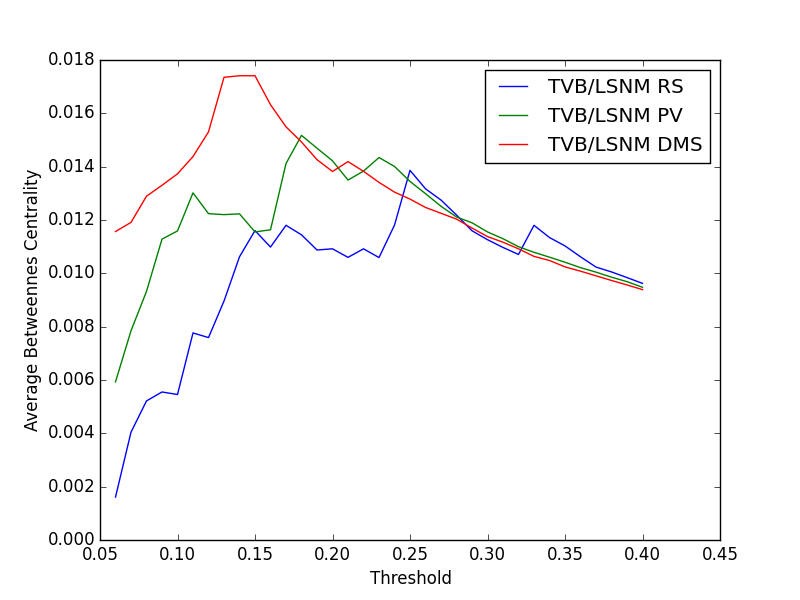 0.018
0.016
0.014
0.012
0.010
0.008
0.006
0.004
0.002
0.000
Average Betweennes Centrality
TVB/LSNM RS
TVB/LSNM PV
TVB/LSNM DMS
0.05 0.10 0.15 0.20 0.25 0.30 0.35 0.40 0.45
Threshold